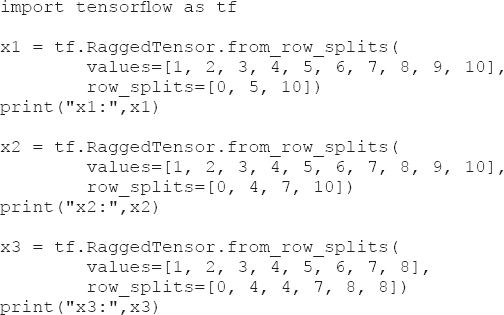 import tensorflow as tf
x1 = tf.RaggedTensor.from_row_splits(
values=[1, 2, 3, 4, 5, 6, 7, 8, 9, 10],
row_splits=[0, 5, 10])
print("x1:",x1)
x2 = tf.RaggedTensor.from_row_splits(
values=[1, 2, 3, 4, 5, 6, 7, 8, 9, 10],
row_splits=[0, 4, 7, 10])
print("x2:",x2)
x3 = tf.RaggedTensor.from_row_splits(
values=[1, 2, 3, 4, 5, 6, 7, 8],
row_splits=[0, 4, 4, 7, 8, 8])
print("x3:",x3)